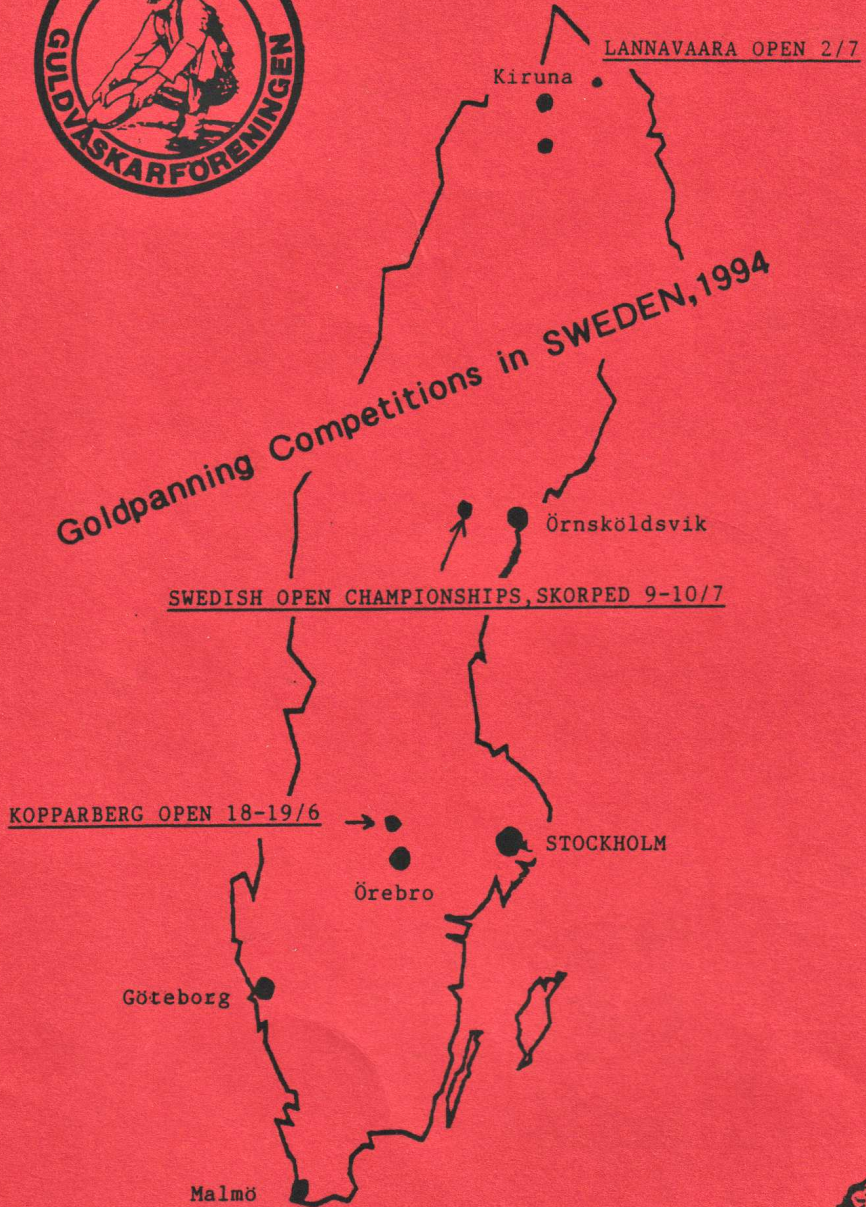 GULDVASKARFÖRENINGEN
LANNAVAARA OPEN 2/7
Kiruna
Goldpanning Competitions in SWEDEN, 1994
Örnsköldsvik
SWEDISH OPEN CHAMPIONSHIPS, SKORPED 9-10/7
KOPPARBERG OPEN 18-19/6
STOCKHOLM
Örebro
Göteborg
Malmö